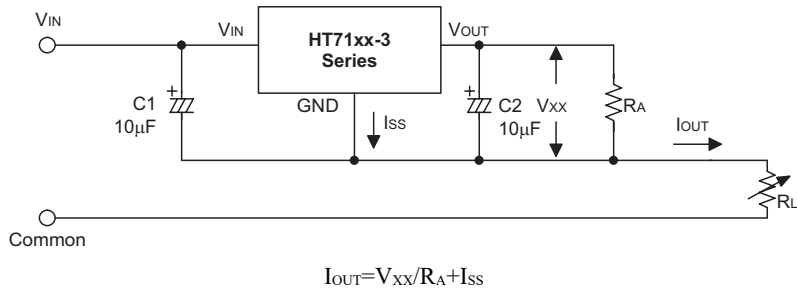 VIN
VIN
HT71xx-3
Series
VOUT
GND
C1
10μF
ISS
C2
10μF
VXX
RA
IOUT
RL
Common
IOUT=VXX/RA+ISS